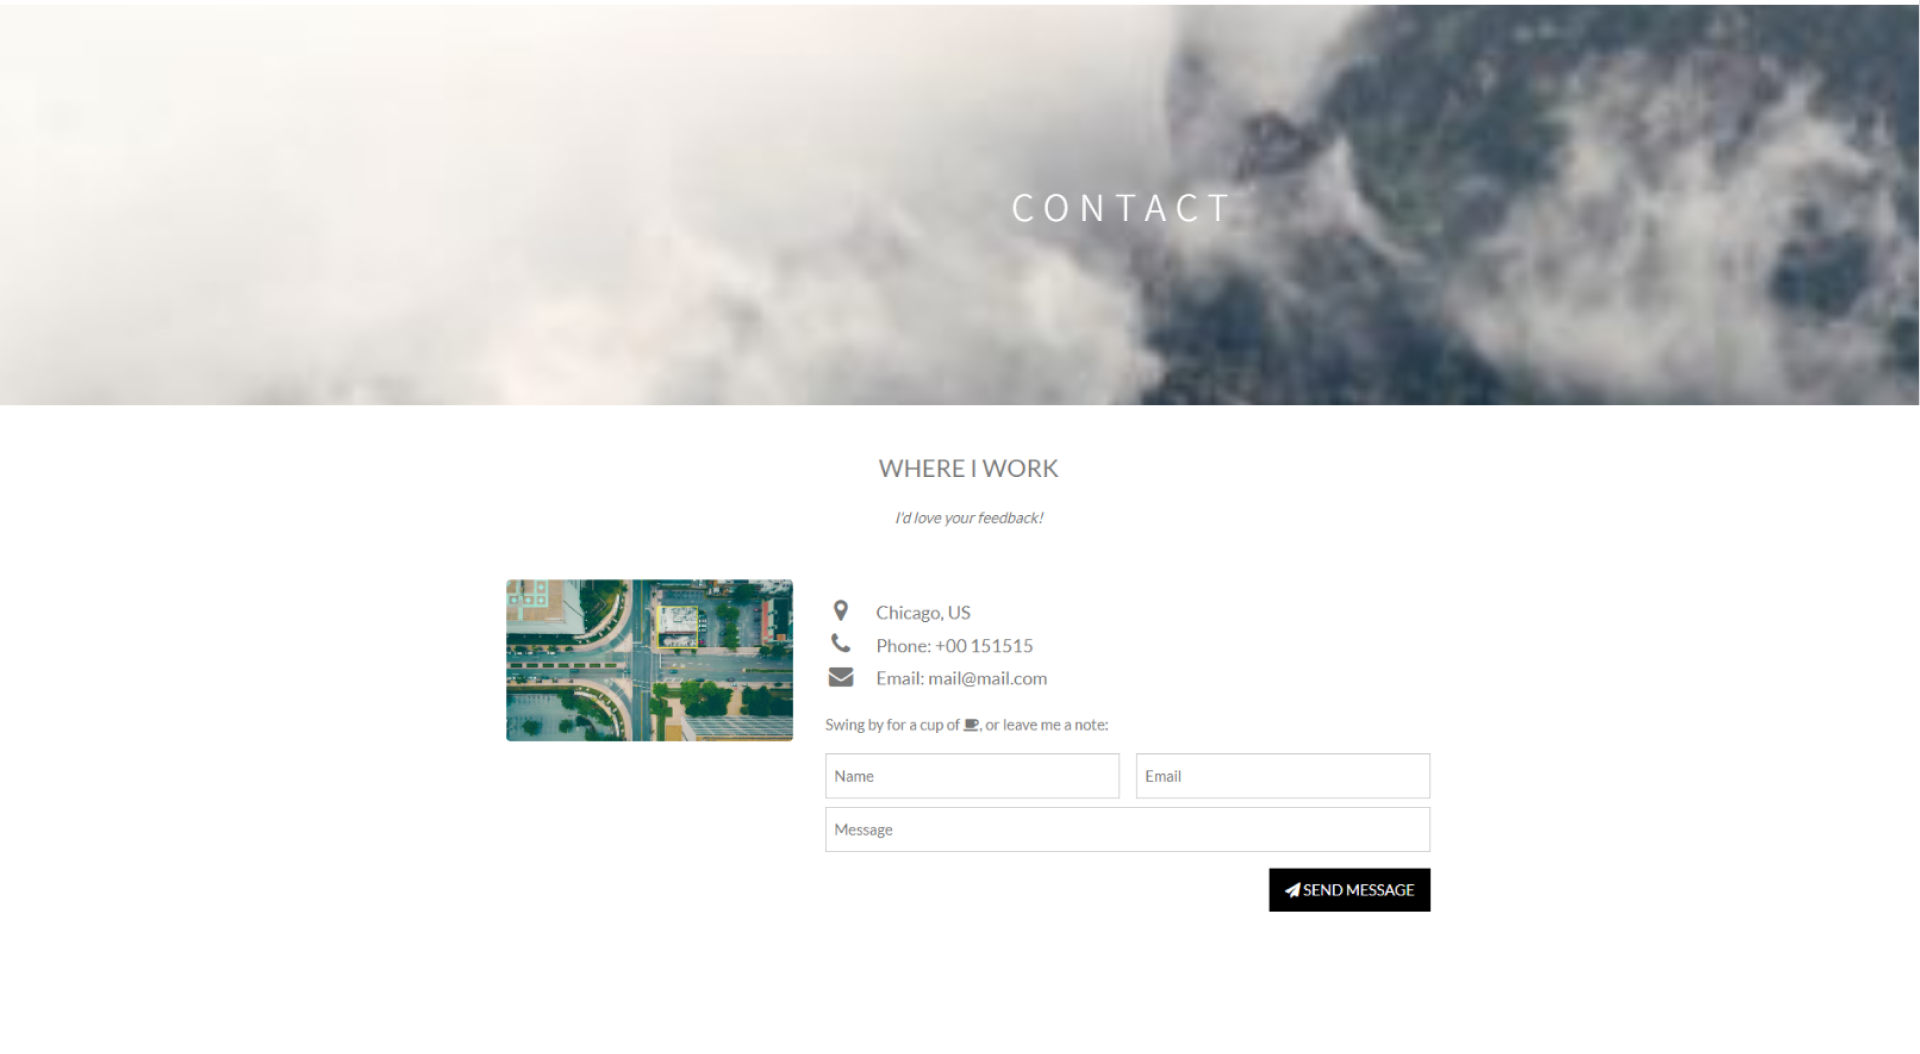 CONTACT
WHERE I WORK
I'd love your feedback!
Chicago, US
Phone: +00 151515
Email: mail@mail.com
Swing by for a cup of , or leave me a note:
Name
Email
Message
SEND MESSAGE